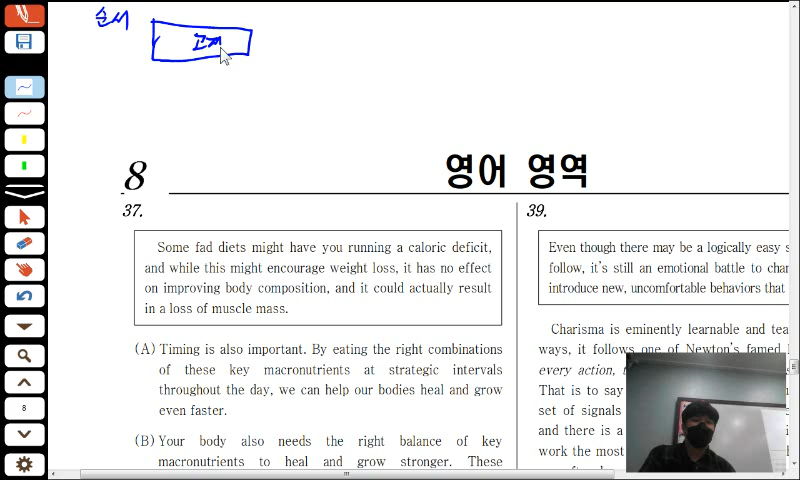 순서
교재
8
영어 영역
37.
Some fad diets might have you running a caloric deficit,
and while this might encourage weight loss, it has no effect
on improving body composition, and it could actually result
in a loss of muscle mass.
(A) Timing is also important. By eating the right combinations
of these key macronutrients at strategic intervals
throughout the day, we can help our bodies heal and grow
even faster.
(B) Your body also needs the right balance of key
macronutrients to heal and grow stronger. These
39.
Even though there may be a logically easy s
follow, it's still an emotional battle to cha
introduce new, uncomfortable behaviors that
Charisma is eminently learnable and tea
ways, it follows one of Newton's famed
every action, t
That is to say
set of signals
and there is a
work the most
8